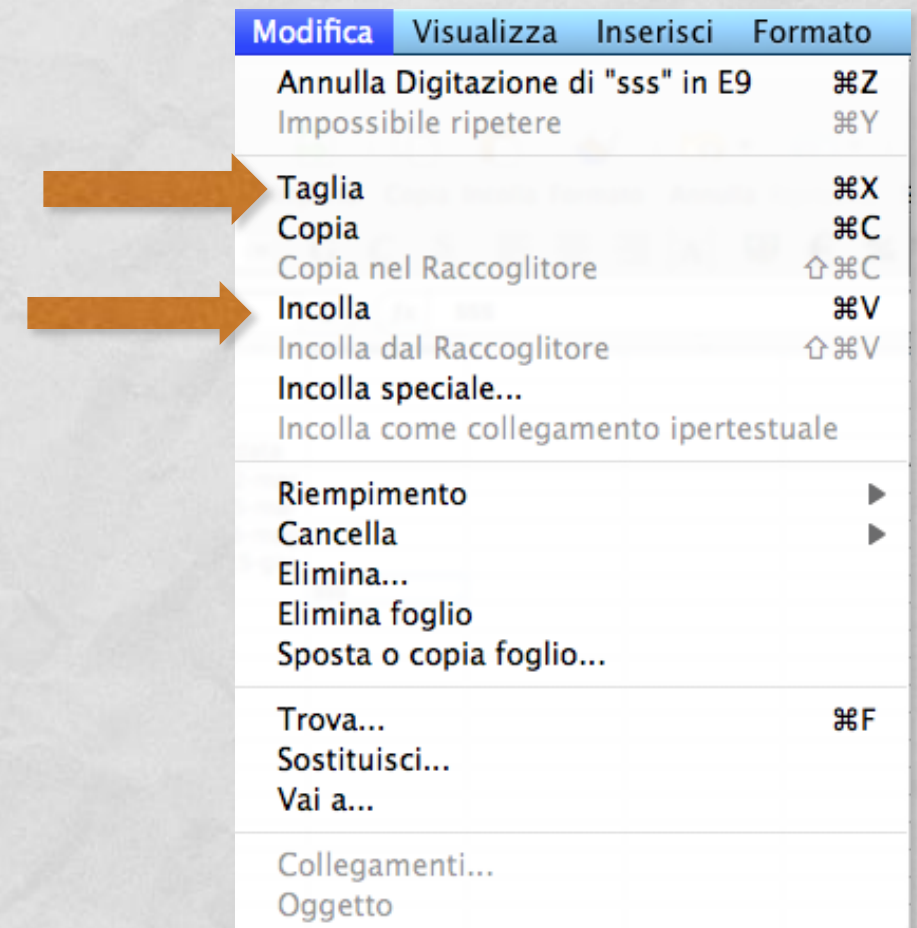 Modifica Visualizza Inserisci Formato
Annulla Digitazione di "sss" in E9 ⌘Z
Impossibile ripetere ⌘Y
Taglia ⌘X
Copia ⌘C
Copia nel Raccoglitore ⇧⌘C
Incolla ⌘V
Incolla dal Raccoglitore ⇧⌘V
Incolla speciale...
Incolla come collegamento ipertestuale
Riempimento ▶
Cancella ▶
Elimina...
Elimina foglio
Sposta o copia foglio...
Trova... ⌘F
Sostituisci...
Vai a...
Collegamenti...
Oggetto